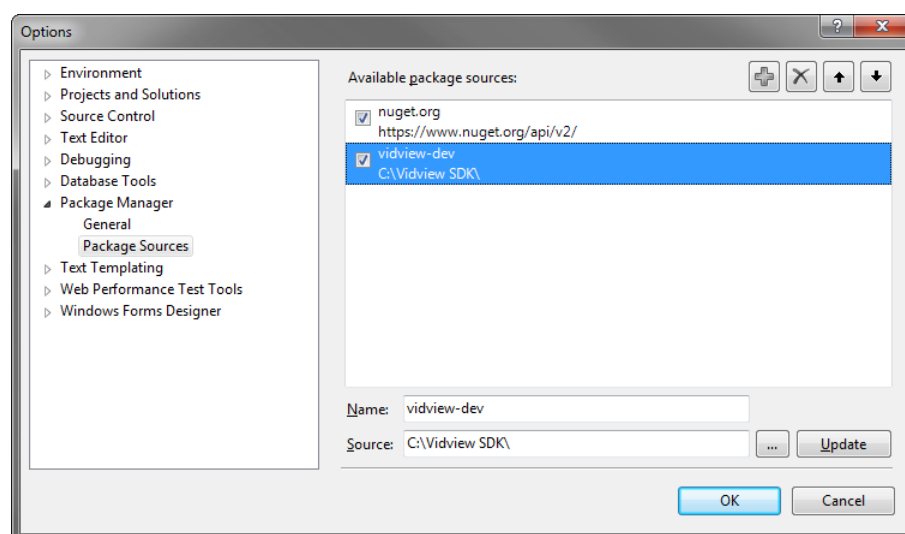 Options
Environment
Projects and Solutions
Source Control
Text Editor
Debugging
Database Tools
Package Manager
General
Package Sources
Text Templating
Web Performance Test Tools
Windows Forms Designer
Available package sources:
nuget.org
https://www.nuget.org/api/v2/
vidview-dev
C:\Vidview SDK\
Name: vidview-dev
Source: C:\Vidview SDK\ ... Update
OK Cancel